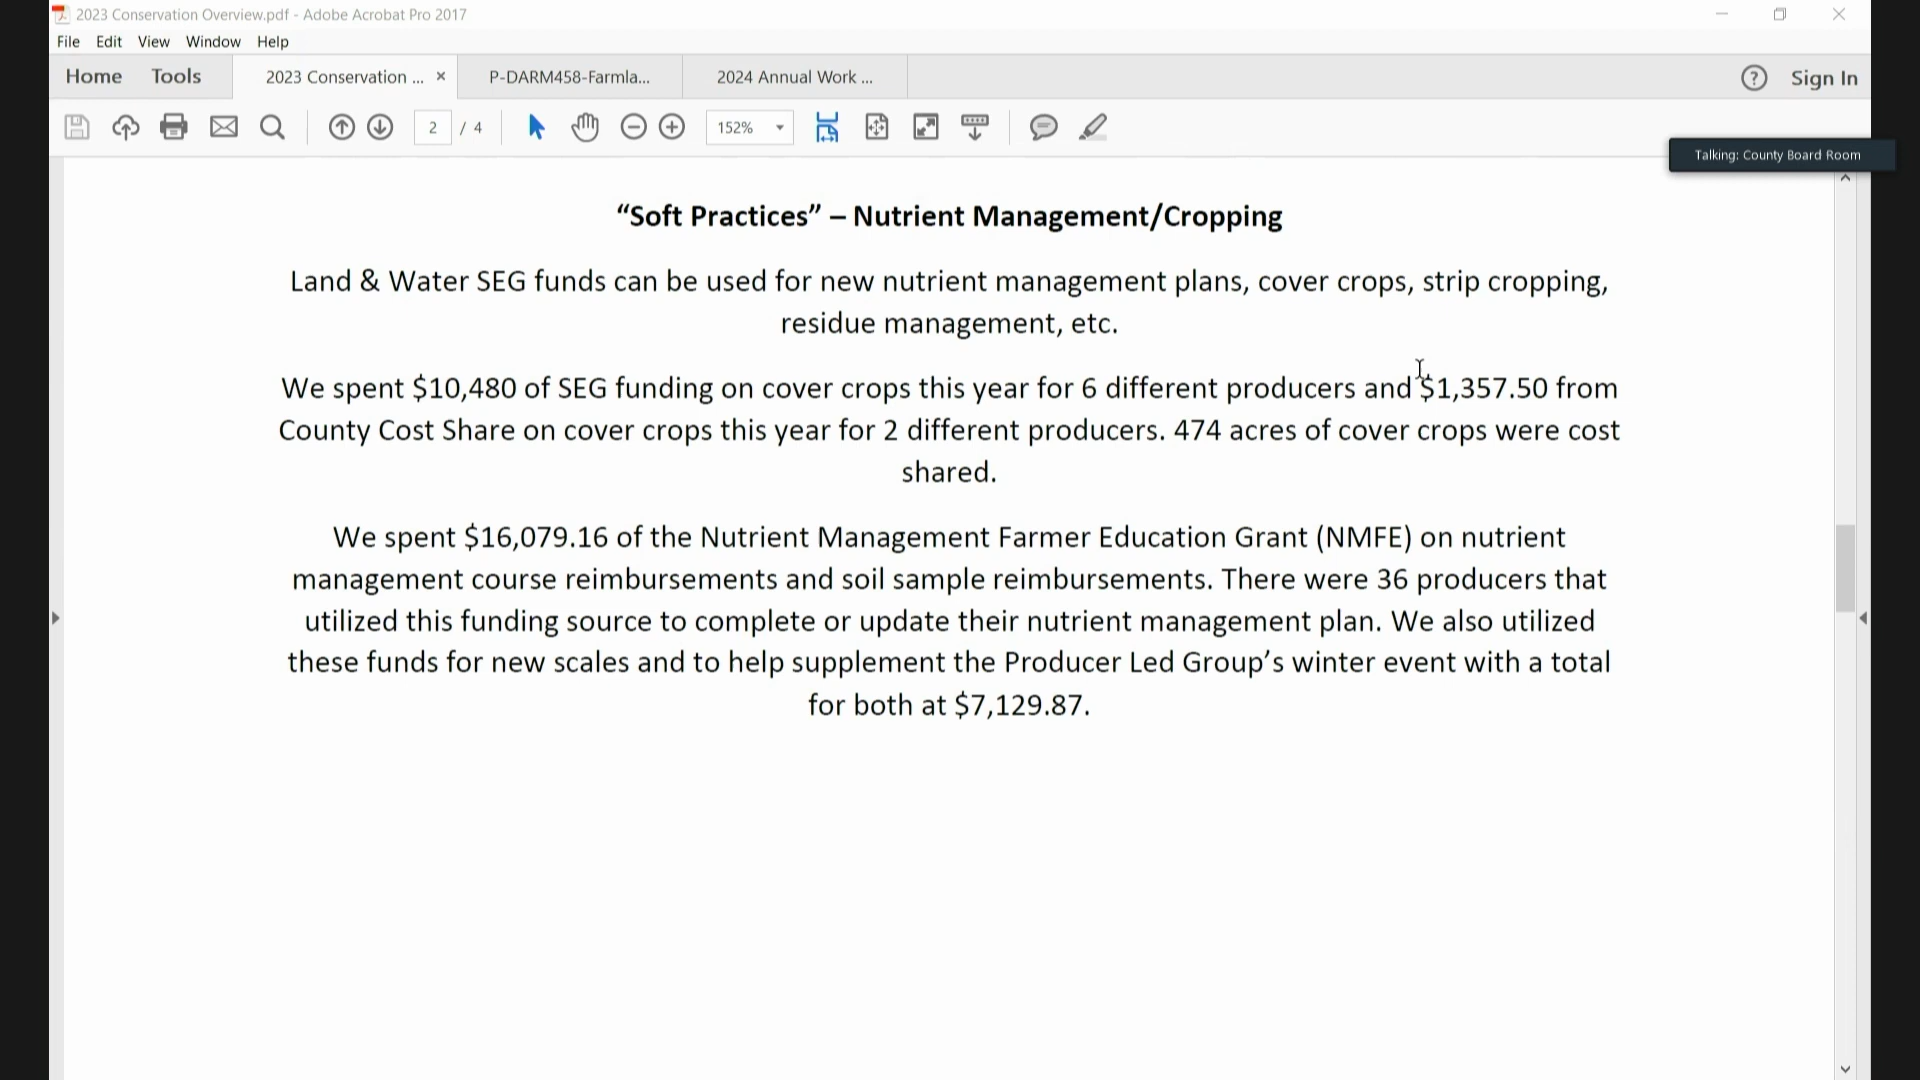 2023 Conservation Overview.pdf - Adobe Acrobat Pro 2017
File Edit View Window Help
Home Tools 2023 Conservation ... × P-DARM458-Farmla... 2024 Annual Work ... ? Sign In
2 / 4 152%
Talking: County Board Room
“Soft Practices” – Nutrient Management/Cropping
Land & Water SEG funds can be used for new nutrient management plans, cover crops, strip cropping,
residue management, etc.
We spent $10,480 of SEG funding on cover crops this year for 6 different producers and $1,357.50 from
County Cost Share on cover crops this year for 2 different producers. 474 acres of cover crops were cost
shared.
We spent $16,079.16 of the Nutrient Management Farmer Education Grant (NMFE) on nutrient
management course reimbursements and soil sample reimbursements. There were 36 producers that
utilized this funding source to complete or update their nutrient management plan. We also utilized
these funds for new scales and to help supplement the Producer Led Group’s winter event with a total
for both at $7,129.87.